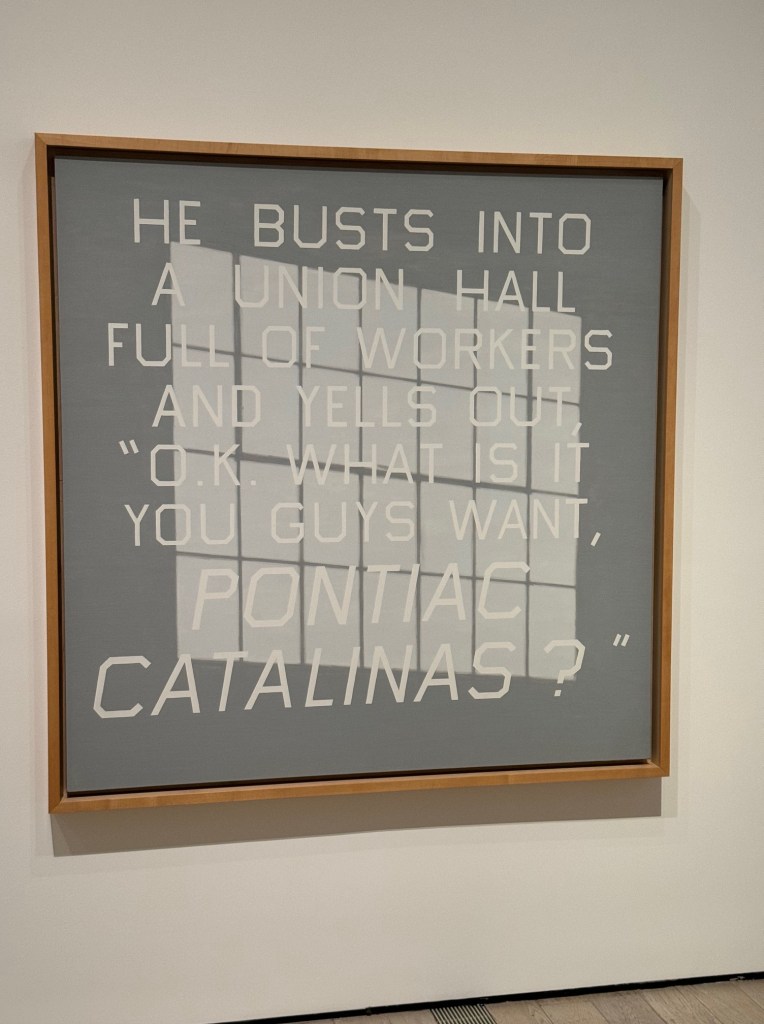 HE BUSTS INTO
A UNION HALL
FULL OF WORKERS
AND YELLS OUT,
“O.K. WHAT IS IT
YOU GUYS WANT,
PONTIAC
CATALINAS?”